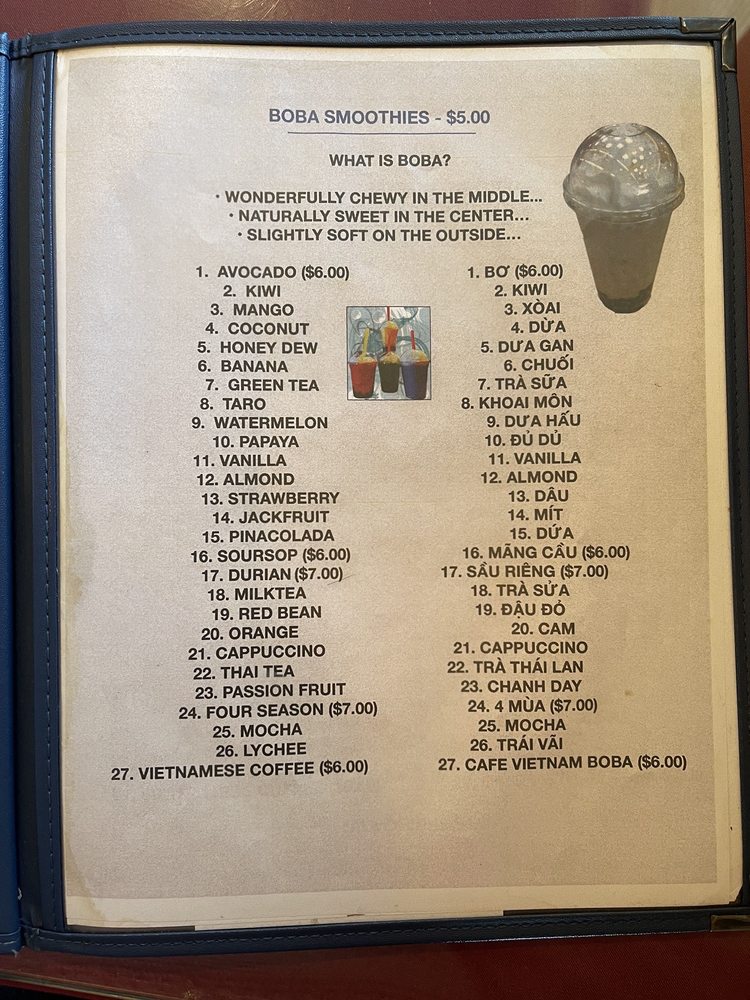 BOBA SMOOTHIES - $5.00
WHAT IS BOBA?
• WONDERFULLY CHEWY IN THE MIDDLE...
• NATURALLY SWEET IN THE CENTER...
• SLIGHTLY SOFT ON THE OUTSIDE...
1. AVOCADO ($6.00)
2. KIWI
3. MANGO
4. COCONUT
5. HONEY DEW
6. BANANA
7. GREEN TEA
8. TARO
9. WATERMELON
10. PAPAYA
11. VANILLA
12. ALMOND
13. STRAWBERRY
14. JACKFRUIT
15. PINACOLADA
16. SOURSOP ($6.00)
17. DURIAN ($7.00)
18. MILKTEA
19. RED BEAN
20. ORANGE
21. CAPPUCCINO
22. THAI TEA
23. PASSION FRUIT
24. FOUR SEASON ($7.00)
25. MOCHA
26. LYCHEE
27. VIETNAMESE COFFEE ($6.00)
1. BƠ ($6.00)
2. KIWI
3. XÒAI
4. DỪA
5. DƯA GAN
6. CHUỐI
7. TRÀ SỮA
8. KHOAI MÔN
9. DƯA HẤU
10. ĐỦ DỦ
11. VANILLA
12. ALMOND
13. DÂU
14. MÍT
15. DỨA
16. MÃNG CẦU ($6.00)
17. SẦU RIÊNG ($7.00)
18. TRÀ SỬA
19. ĐẬU ĐỎ
20. CAM
21. CAPPUCCINO
22. TRÀ THÁI LAN
23. CHANH DAY
24. 4 MÙA ($7.00)
25. MOCHA
26. TRÁI VÃI
27. CAFE VIETNAM BOBA ($6.00)